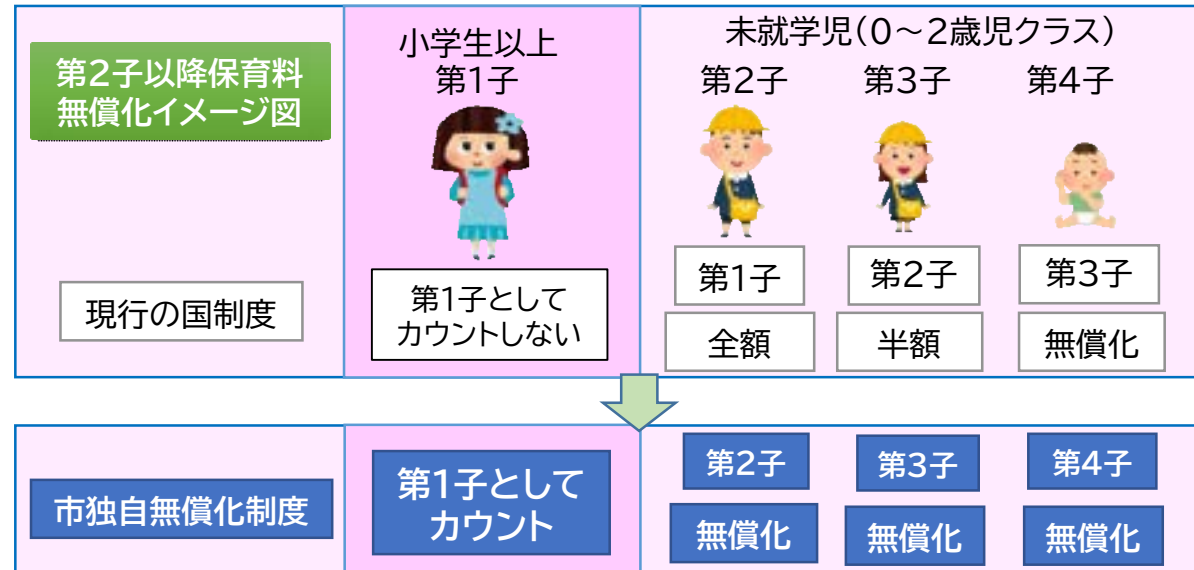 第2子以降保育料
無償化イメージ図
小学生以上
第1子
未就学児(0～2歳児クラス)
第2子
第3子
第4子
現行の国制度
第1子として
カウントしない
第1子
第2子
第3子
全額
半額
無償化
市独自無償化制度
第1子として
カウント
第2子
第3子
第4子
無償化
無償化
無償化